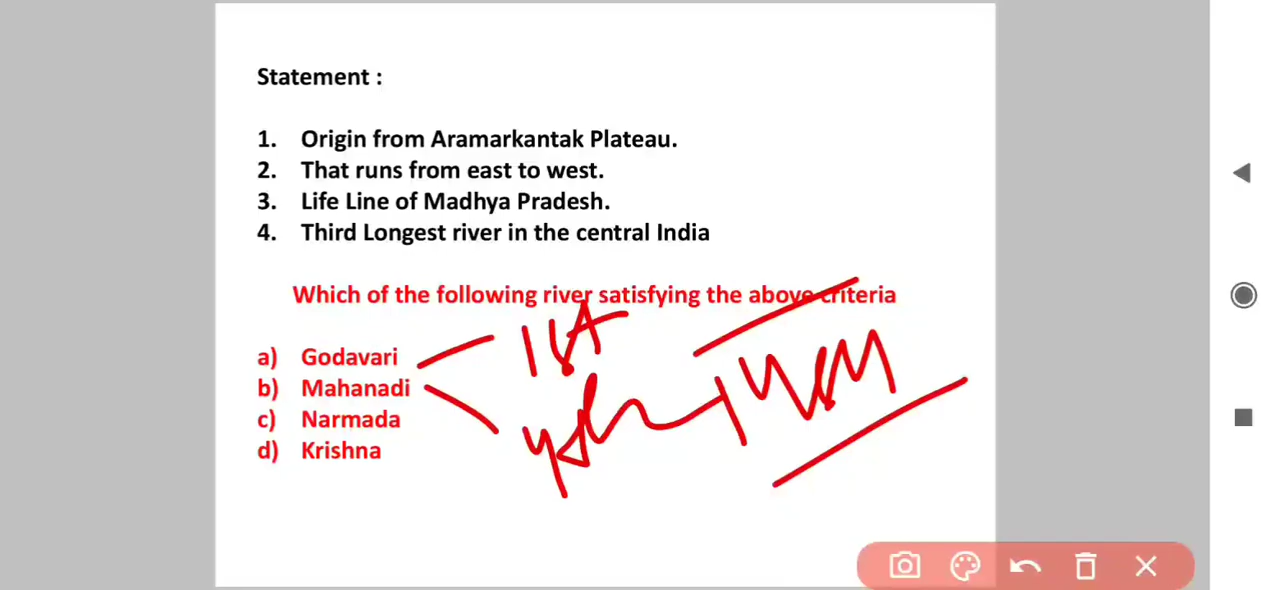 Statement :
1. Origin from Aramarkantak Plateau.
2. That runs from east to west.
3. Life Line of Madhya Pradesh.
4. Third Longest river in the central India
Which of the following river satisfying the above criteria
a) Godavari
b) Mahanadi
c) Narmada
d) Krishna